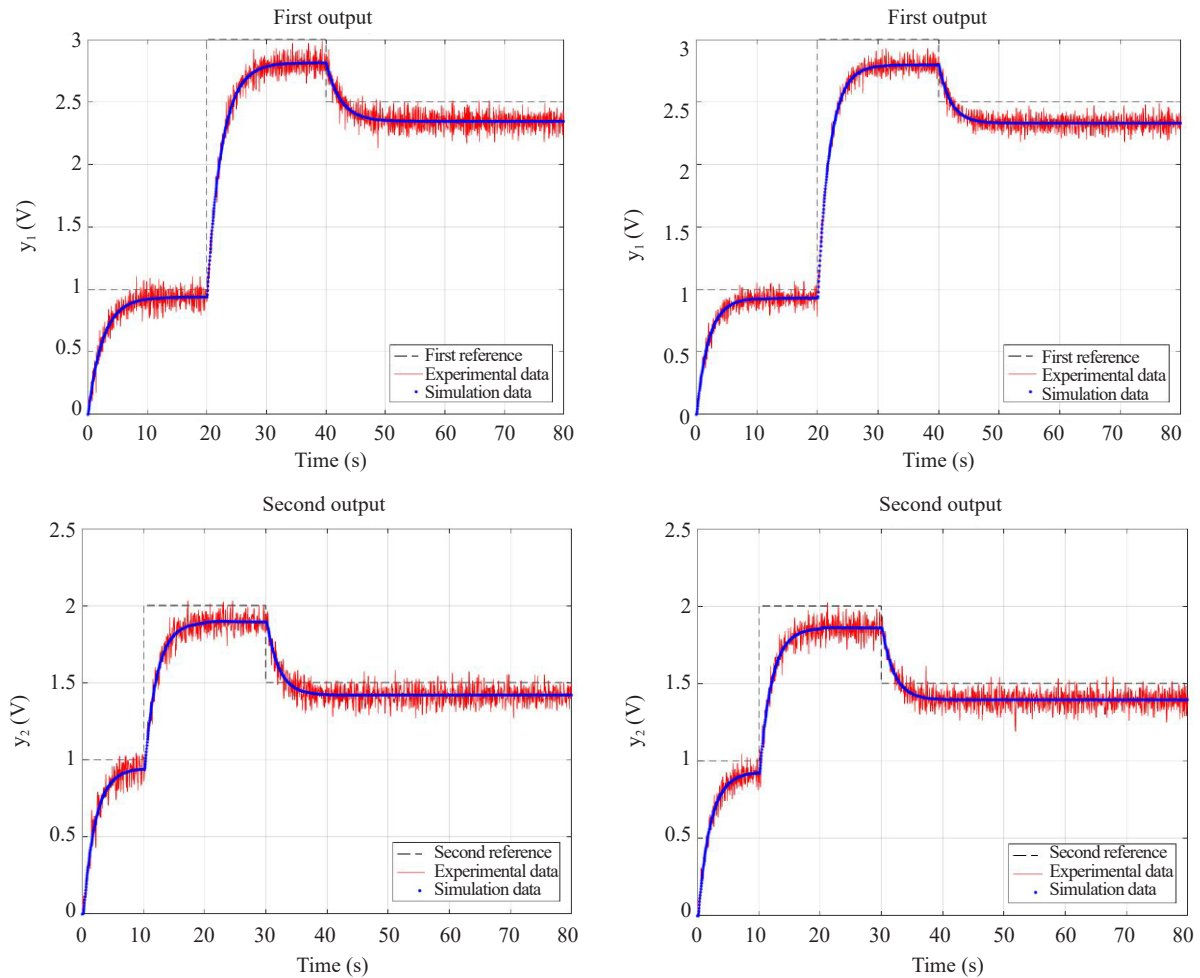 First output
3
2.5
2
1.5
1
0.5
0
y₁ (V)
0 10 20 30 40 50 60 70 80
Time (s)
First reference
Experimental data
Simulation data
First output
3
2.5
2
1.5
1
0.5
0
y₁ (V)
0 10 20 30 40 50 60 70 80
Time (s)
First reference
Experimental data
Simulation data
Second output
2.5
2
1.5
1
0.5
0
y₂ (V)
0 10 20 30 40 50 60 70 80
Time (s)
Second reference
Experimental data
Simulation data
Second output
2.5
2
1.5
1
0.5
0
y₂ (V)
0 10 20 30 40 50 60 70 80
Time (s)
Second reference
Experimental data
Simulation data